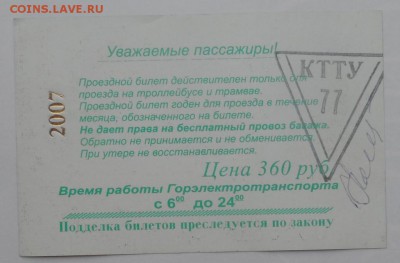 COINS.LAVE.RU
Уважаемые пассажиры!
Проездной билет действителен только для
проезда на троллейбусе и трамвае.
Проездной билет годен для проезда в течение
месяца, обозначенного на билете.
Не дает права на бесплатный провоз багажа.
Обратно не принимается и не обменивается.
При утере не восстанавливается.
Цена 360 руб
Время работы Горэлектротранспорта
с 6⁰⁰ до 24⁰⁰
Подделка билетов преследуется по закону
2007
КТТУ
77